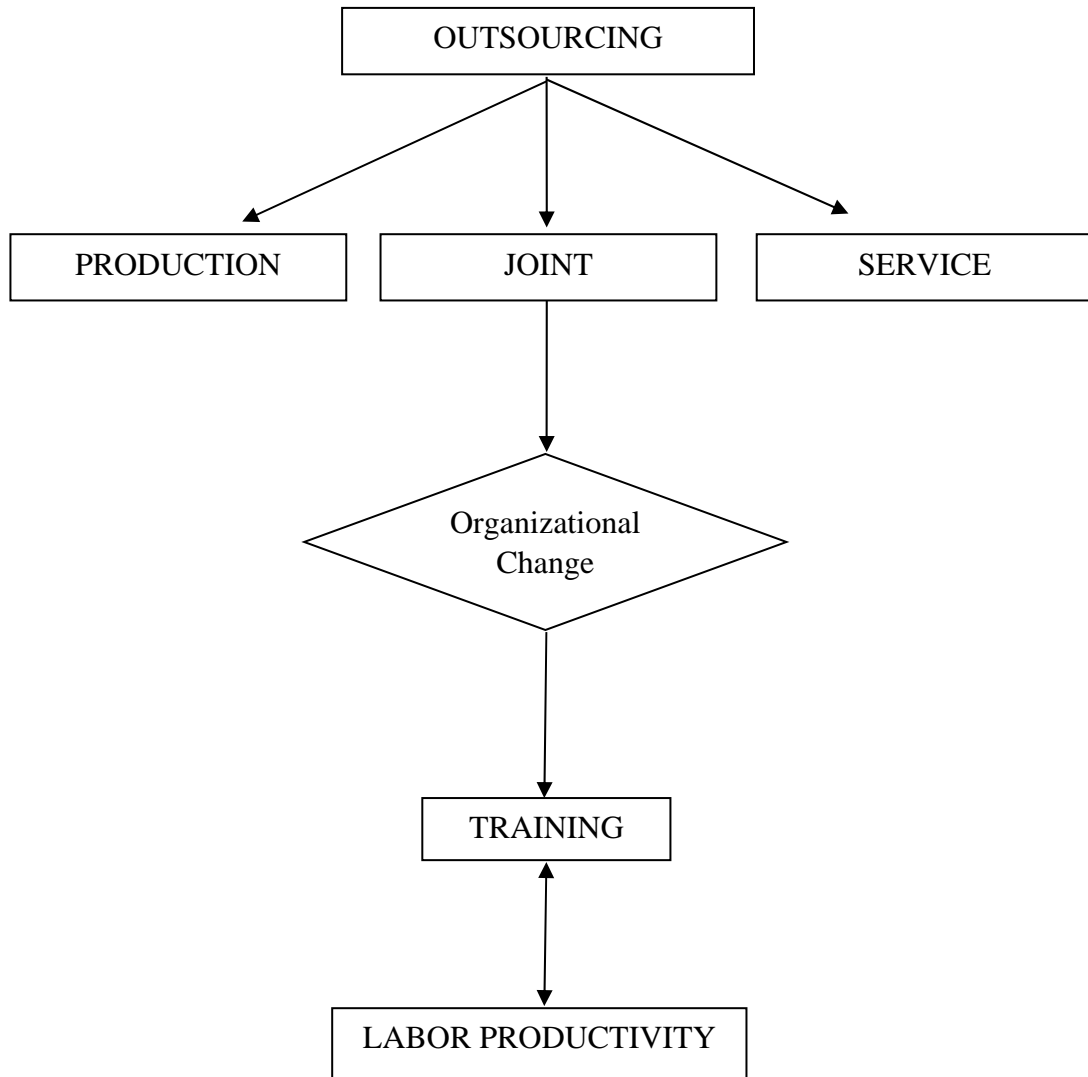 OUTSOURCING
PRODUCTION
JOINT
SERVICE
Organizational
Change
TRAINING
LABOR PRODUCTIVITY